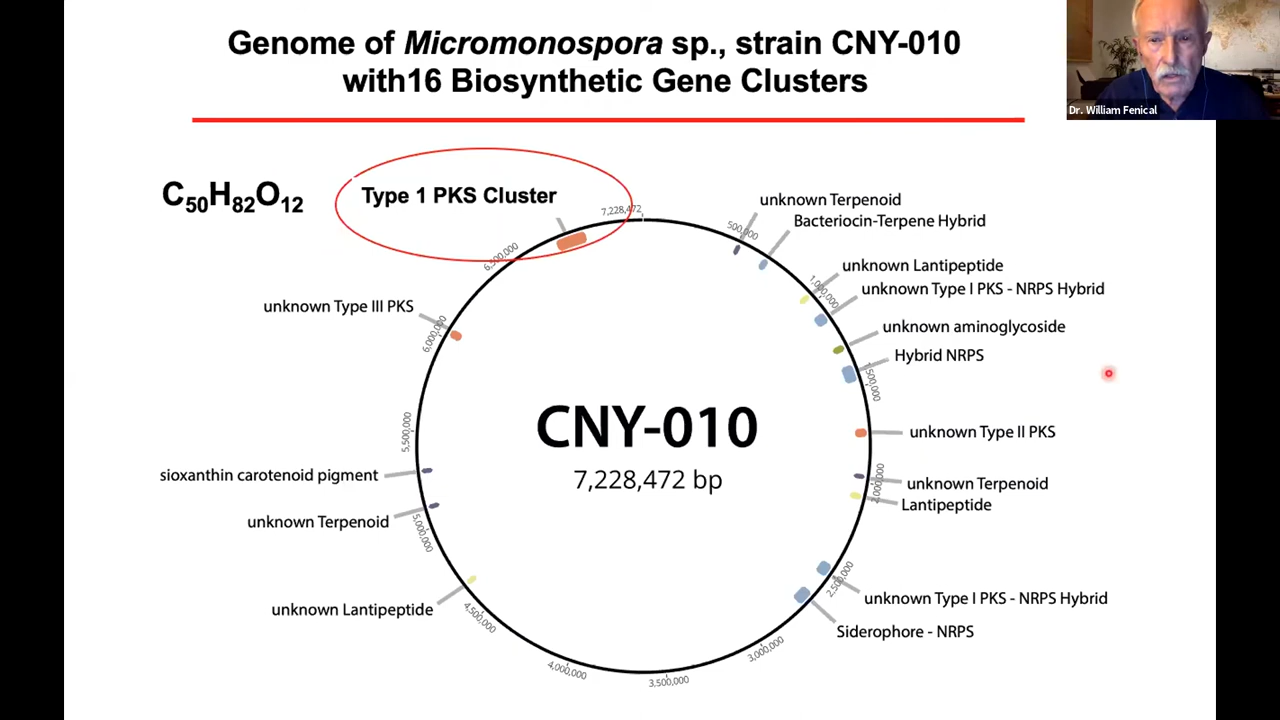 Genome of Micromonospora sp., strain CNY-010
with16 Biosynthetic Gene Clusters
Dr. William Fenical
C50H82O12
Type 1 PKS Cluster
7,228,472
500,000
unknown Terpenoid
Bacteriocin-Terpene Hybrid
1,000,000
unknown Lantipeptide
unknown Type I PKS - NRPS Hybrid
unknown aminoglycoside
Hybrid NRPS
1,500,000
unknown Type II PKS
unknown Terpenoid
2,000,000
Lantipeptide
2,500,000
unknown Type I PKS - NRPS Hybrid
Siderophore - NRPS
3,000,000
3,500,000
4,000,000
4,500,000
unknown Lantipeptide
5,000,000
unknown Terpenoid
sioxanthin carotenoid pigment
5,500,000
6,000,000
unknown Type III PKS
6,500,000
CNY-010
7,228,472 bp